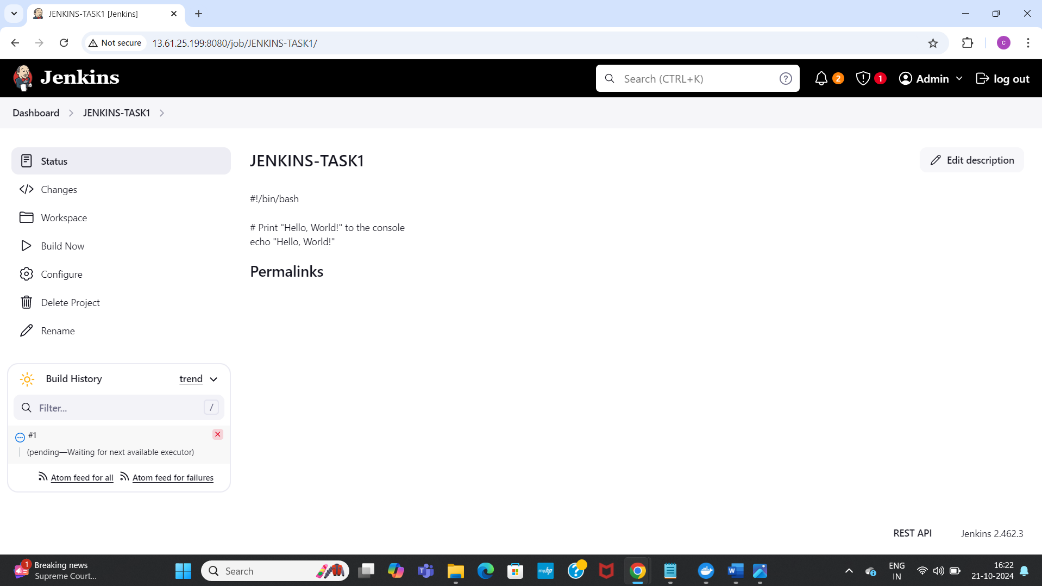 JENKINS-TASK1 [Jenkins]
Not secure
13.61.25.199:8080/job/JENKINS-TASK1/
C
Jenkins
Search (CTRL+K)
?
2
1
Admin
log out
Dashboard
JENKINS-TASK1
Status
Changes
Workspace
Build Now
Configure
Delete Project
Rename
JENKINS-TASK1
Edit description
#!/bin/bash
# Print "Hello, World!" to the console
echo "Hello, World!"
Permalinks
Build History
trend
Filter...
/
#1
(pending—Waiting for next available executor)
Atom feed for all
Atom feed for failures
REST API
Jenkins 2.462.3
1
Breaking news
Supreme Court...
Search
ENG
IN
16:22
21-10-2024